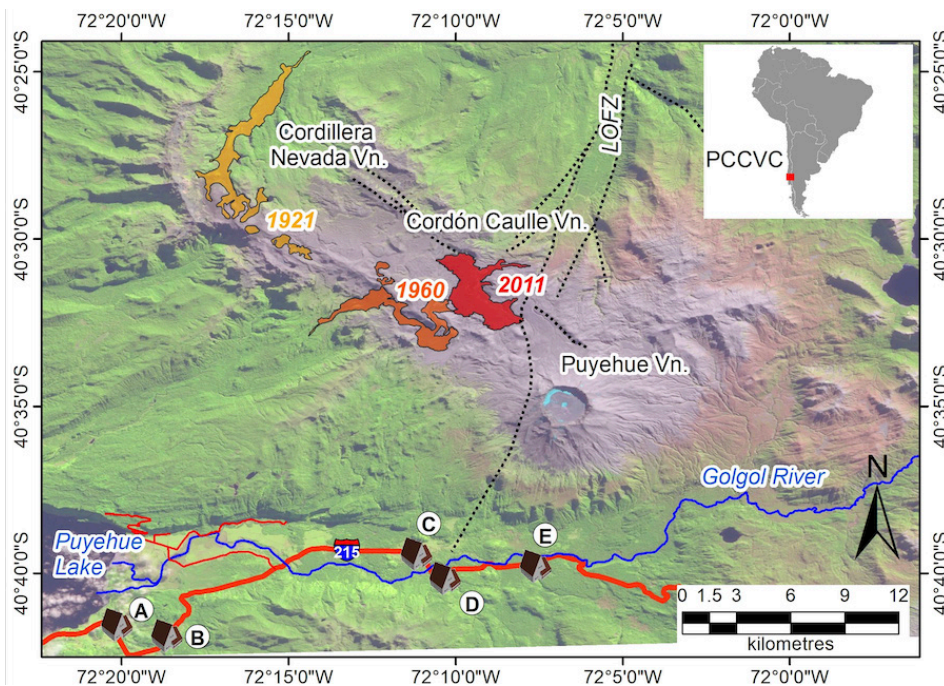 72°20'0"W 72°15'0"W 72°10'0"W 72°5'0"W 72°0'0"W
40°25'0"S
40°25'0"S
PCCVC
LOFZ
Cordillera
Nevada Vn.
1921
Cordón Caulle Vn.
40°30'0"S
40°30'0"S
1960
2011
Puyehue Vn.
40°35'0"S
40°35'0"S
Golgol River
N
Puyehue
Lake
215
C
E
D
A
B
40°40'0"S
40°40'0"S
0 1.5 3 6 9 12
kilometres
72°20'0"W 72°15'0"W 72°10'0"W 72°5'0"W 72°0'0"W